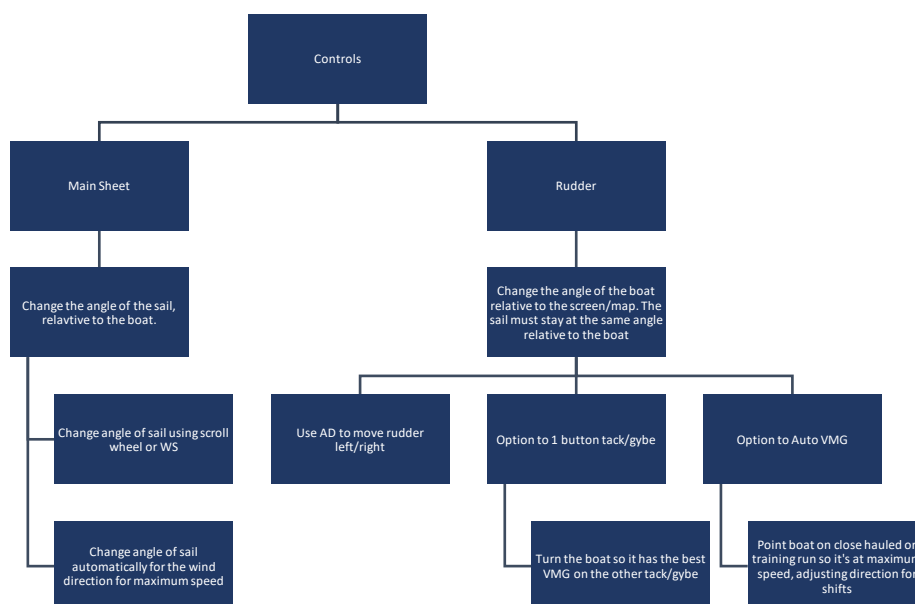 Controls
Main Sheet
Rudder
Change the angle of the sail,
relavtive to the boat.
Change the angle of the boat
relative to the screen/map. The
sail must stay at the same angle
relative to the boat
Change angle of sail using scroll
wheel or WS
Use AD to move rudder
left/right
Option to 1 button tack/gybe
Option to Auto VMG
Change angle of sail
automatically for the wind
direction for maximum speed
Turn the boat so it has the best
VMG on the other tack/gybe
Point boat on close hauled or
training run so it's at maximum
speed, adjusting direction for
shifts